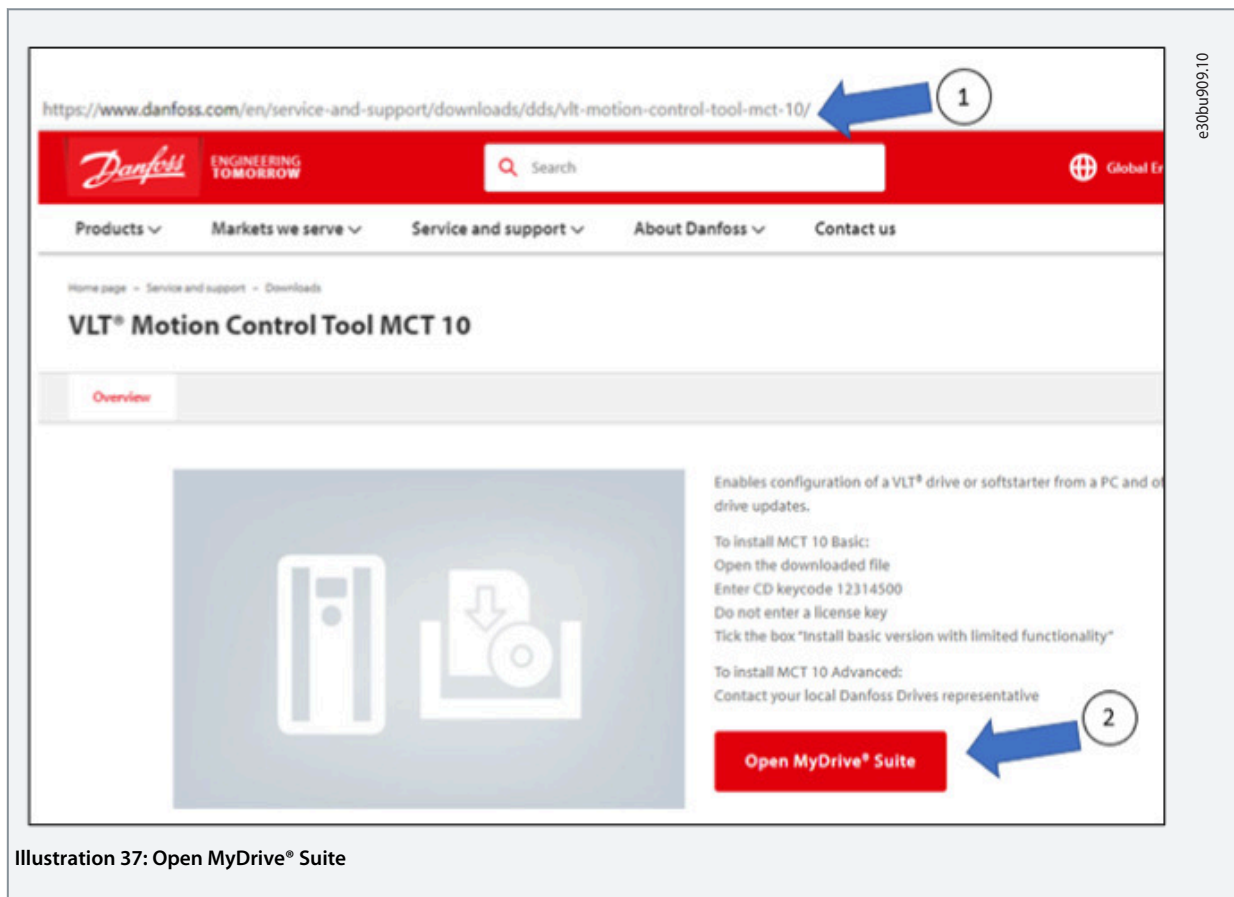 e30bu909.10
https://www.danfoss.com/en/service-and-support/downloads/dds/vlt-motion-control-tool-mct-10/
1
Danfoss
ENGINEERING
TOMORROW
Search
Global Er
Products
Markets we serve
Service and support
About Danfoss
Contact us
Home page - Service and support - Downloads
VLT® Motion Control Tool MCT 10
Overview
Enables configuration of a VLT® drive or softstarter from a PC and of
drive updates.
To install MCT 10 Basic:
Open the downloaded file
Enter CD keycode 12314500
Do not enter a license key
Tick the box "Install basic version with limited functionality"
To install MCT 10 Advanced:
Contact your local Danfoss Drives representative
2
Open MyDrive® Suite
Illustration 37: Open MyDrive® Suite